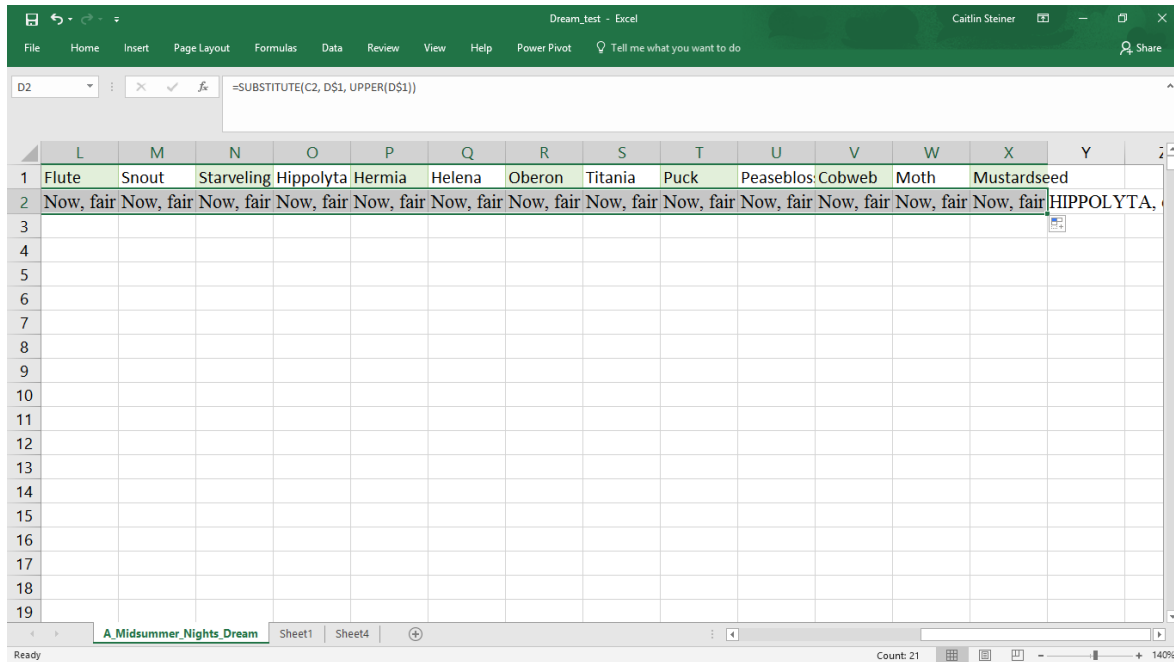 Dream_test - Excel
Caitlin Steiner
File Home Insert Page Layout Formulas Data Review View Help Power Pivot Tell me what you want to do Share
D2 fx =SUBSTITUTE(C2, D$1, UPPER(D$1))
L M N O P Q R S T U V W X Y Z
1 Flute Snout Starveling Hippolyta Hermia Helena Oberon Titania Puck Peaseblos Cobweb Moth Mustardseed
2 Now, fair Now, fair Now, fair Now, fair Now, fair Now, fair Now, fair Now, fair Now, fair Now, fair Now, fair Now, fair Now, fair HIPPOLYTA,
3
4
5
6
7
8
9
10
11
12
13
14
15
16
17
18
19
A_Midsummer_Nights_Dream Sheet1 Sheet4
Ready Count: 21 - + 140%